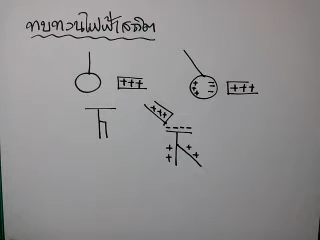 ทบทวนไฟฟ้าสถิต
+++
+ + + - - -
+++
+++
- - - -
+ +
+ +